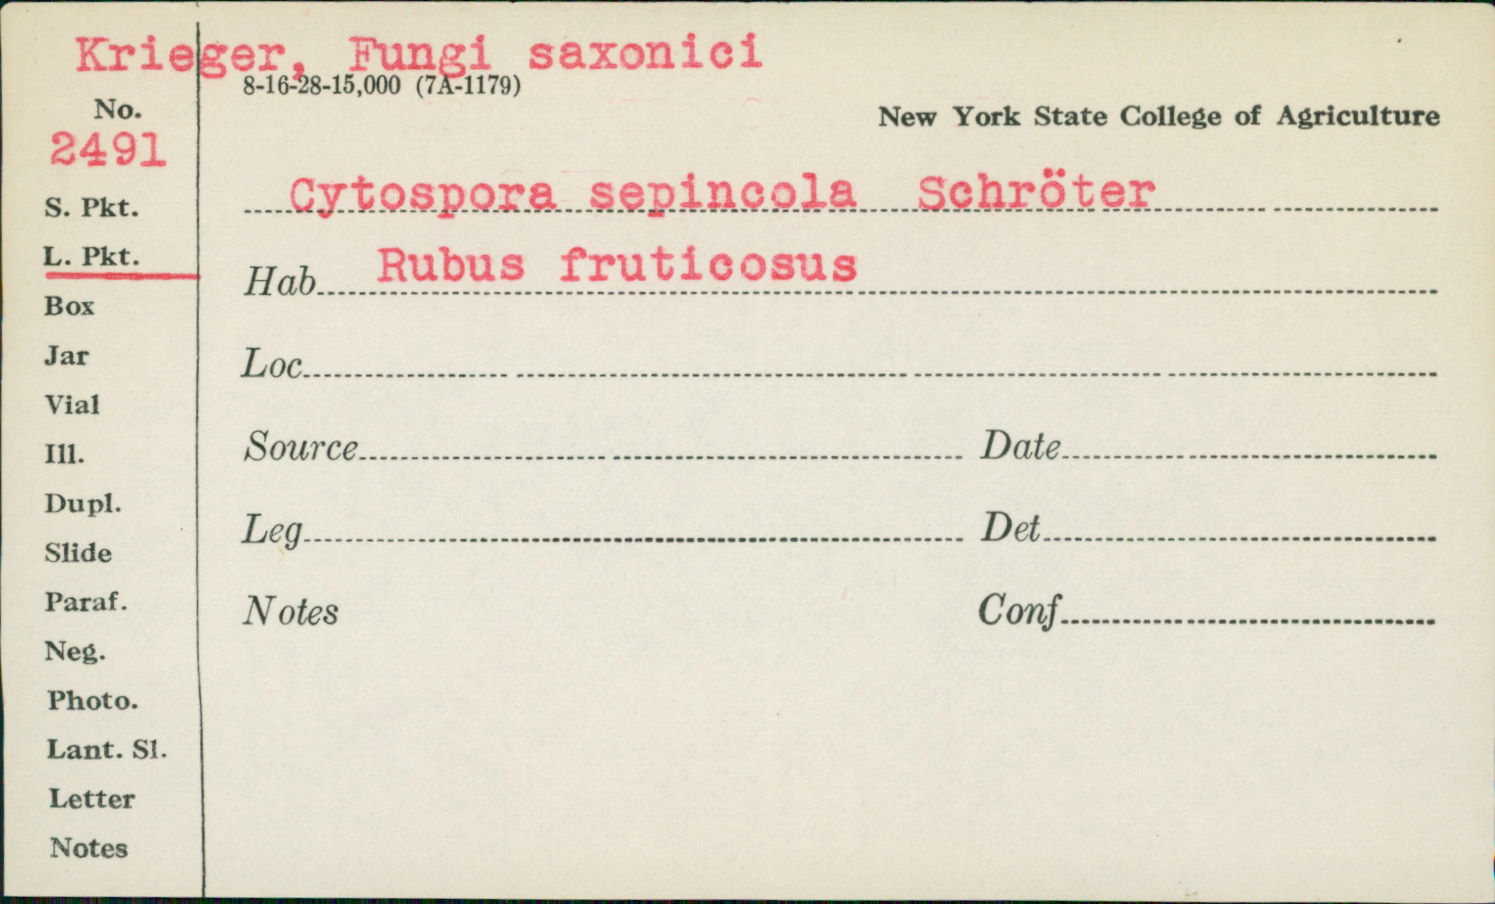 Krieger, Fungi saxonici
8-16-28-15,000 (7A-1179)
No.
New York State College of Agriculture
2491
Cytospora sepincola Schröter
S. Pkt.
L. Pkt.
Hab. Rubus fruticosus
Box
Jar
Loc.
Vial
Source
Date
Ill.
Dupl.
Leg.
Det.
Slide
Paraf.
Notes
Conf.
Neg.
Photo.
Lant. Sl.
Letter
Notes